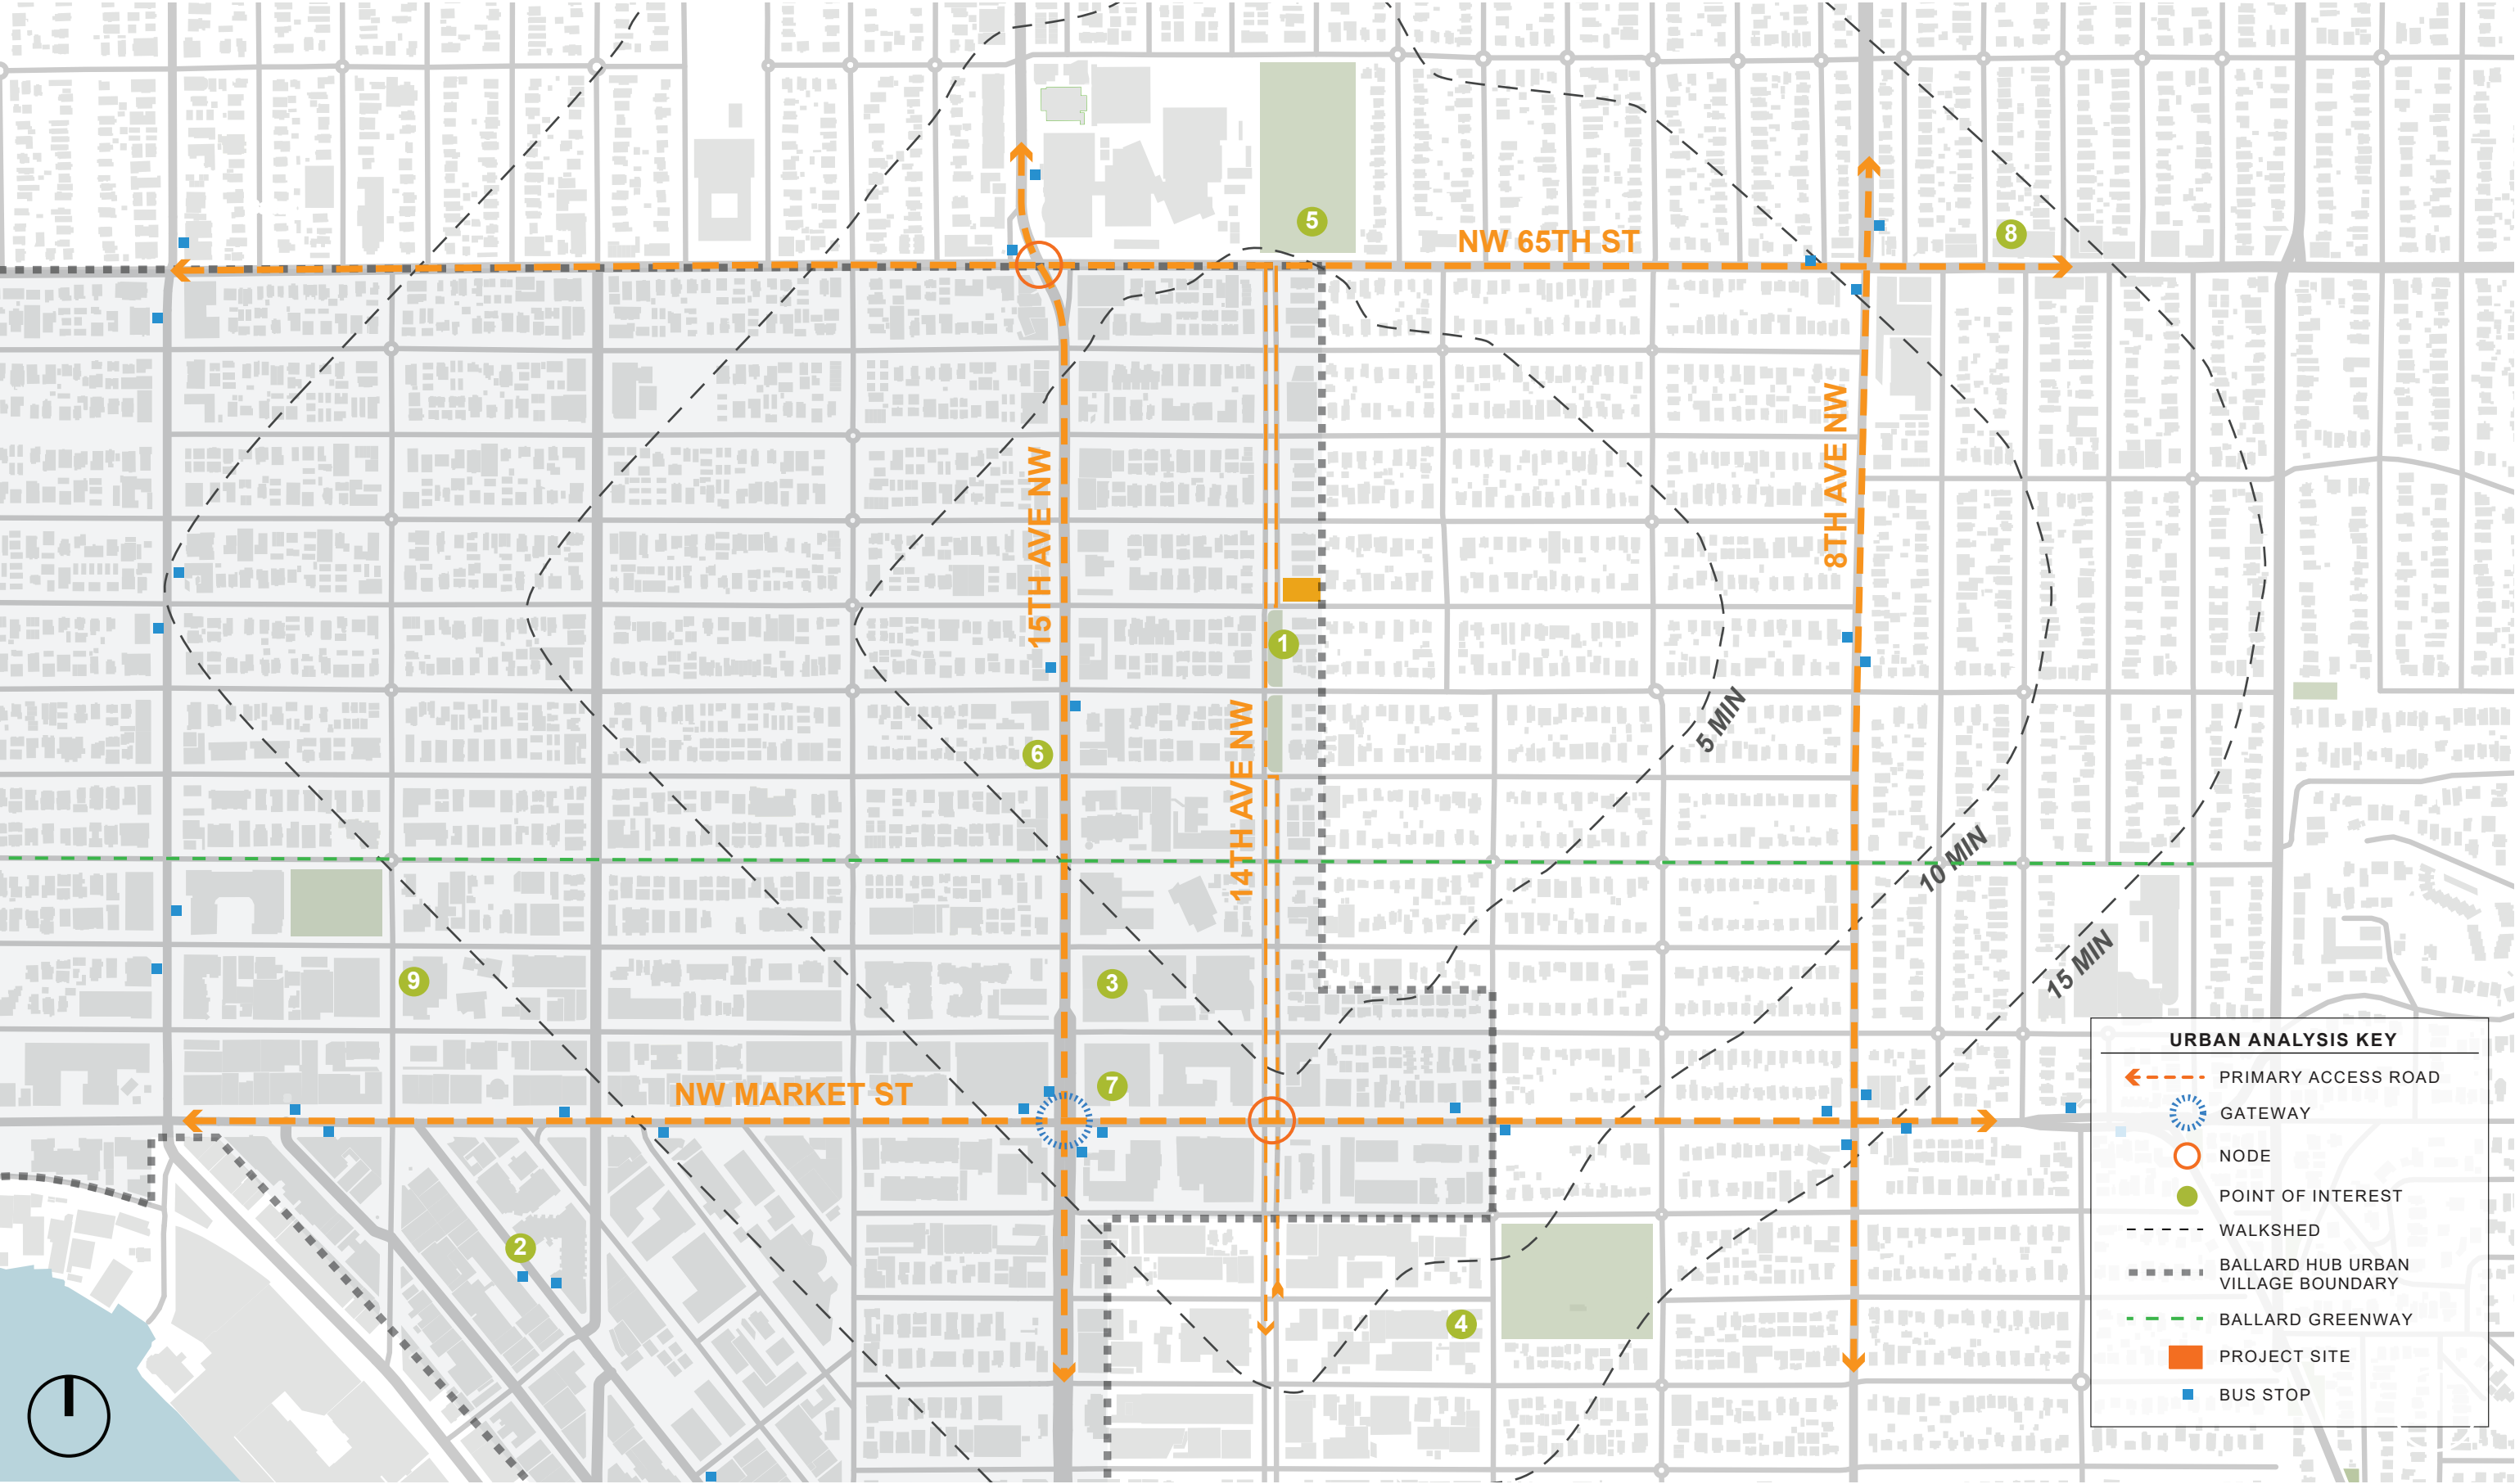 5
8
NW 65TH ST
15TH AVE NW
8TH AVE NW
1
14TH AVE NW
6
5 MIN
10 MIN
15 MIN
9
3
7
NW MARKET ST
2
4
URBAN ANALYSIS KEY
PRIMARY ACCESS ROAD
GATEWAY
NODE
POINT OF INTEREST
WALKSHED
BALLARD HUB URBAN
VILLAGE BOUNDARY
BALLARD GREENWAY
PROJECT SITE
BUS STOP